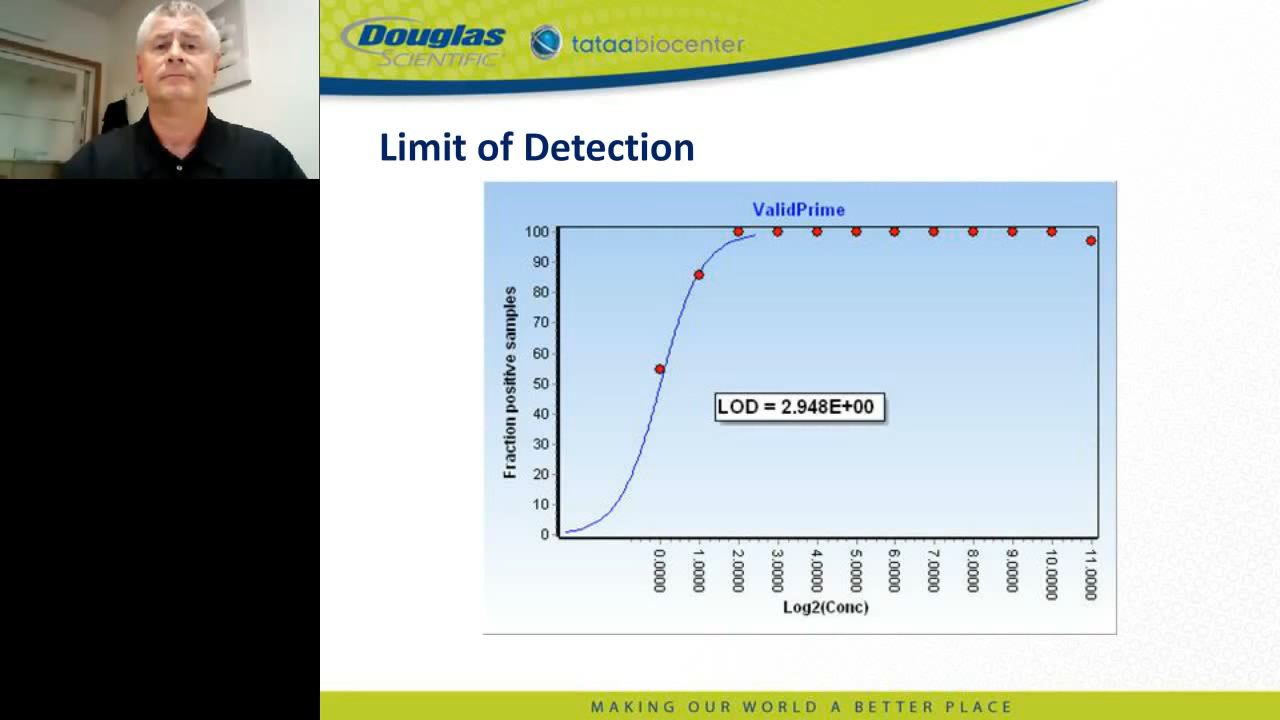 Douglas
SCIENTIFIC
tataabiocenter
Limit of Detection
ValidPrime
Fraction positive samples
100
90
80
70
60
50
40
30
20
10
0
LOD = 2.948E+00
0.0000
1.0000
2.0000
3.0000
4.0000
5.0000
6.0000
7.0000
8.0000
9.0000
10.0000
11.0000
Log2(Conc)
MAKING OUR WORLD A BETTER PLACE